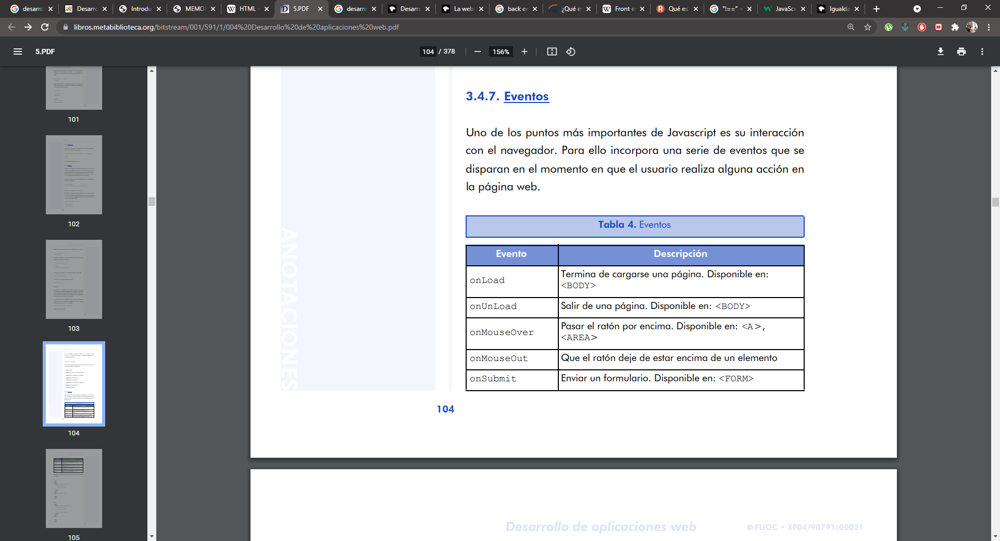 desarro
Desarro
Introdu
MEMO
HTML -
5.PDF
desarro
Desarro
La web
back en
¿Qué e
Front e
Qué es
"!==" -
JavaScr
Igualda
libros.metabiblioteca.org/bitstream/001/591/1/004%20Desarrollo%20de%20aplicaciones%20web.pdf
5.PDF
104 / 378
156%
101
102
103
104
105
3.4.7. Eventos
Uno de los puntos más importantes de Javascript es su interacción
con el navegador. Para ello incorpora una serie de eventos que se
disparan en el momento en que el usuario realiza alguna acción en
la página web.
Tabla 4. Eventos
Evento Descripción
onLoad Termina de cargarse una página. Disponible en:
<BODY>
onUnLoad Salir de una página. Disponible en: <BODY>
onMouseOver Pasar el ratón por encima. Disponible en: <A>,
<AREA>
onMouseOut Que el ratón deje de estar encima de un elemento
onSubmit Enviar un formulario. Disponible en: <FORM>
ANOTACIONES
104
Desarrollo de aplicaciones web
© FUOC • XP04/90791/00021